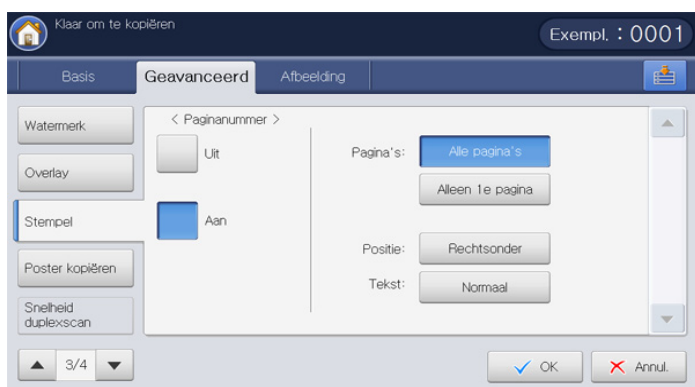 Klaar om te kopiëren
Exempl. : 0001
Basis
Geavanceerd
Afbeelding
Watermerk
Overlay
Stempel
Poster kopiëren
Snelheid
duplexscan
3/4
< Paginanummer >
Uit
Aan
Pagina's:
Alle pagina's
Alleen 1e pagina
Positie:
Rechtsonder
Tekst:
Normaal
OK
Annul.